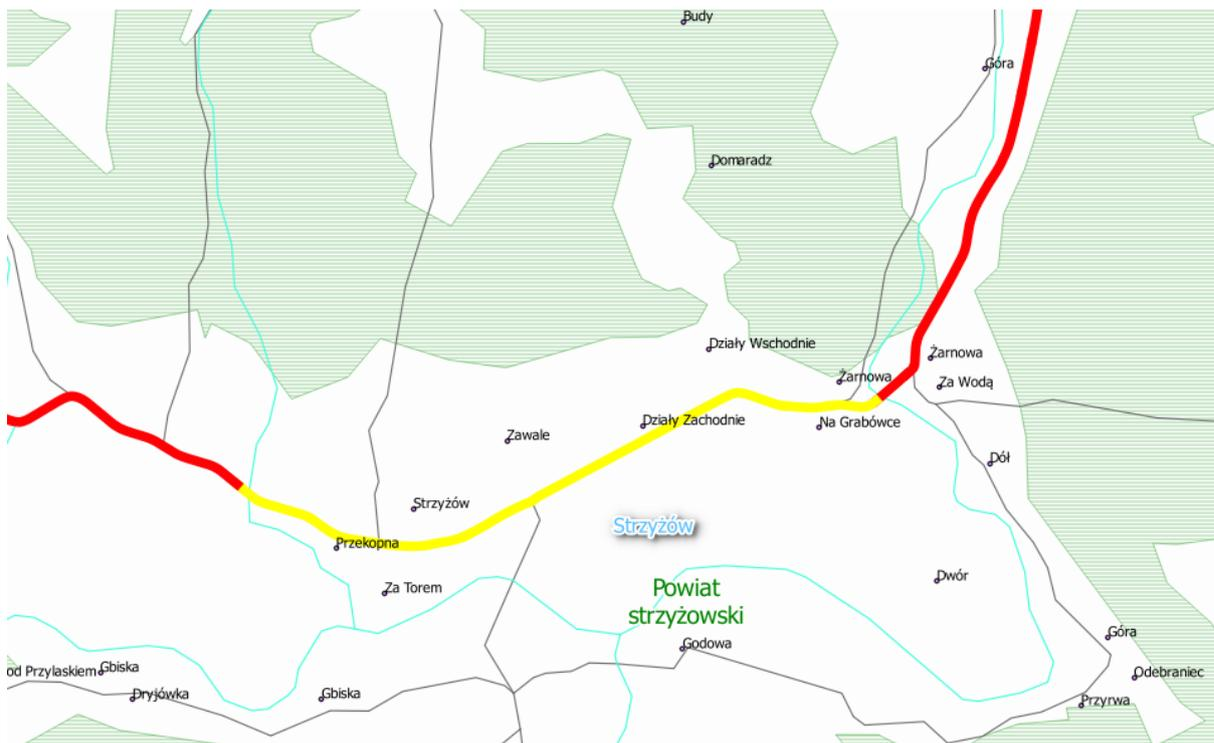 Budy
Góra
Domaradz
Działy Wschodnie
Żarnowa
Żarnowa
Za Wodą
Działy Zachodnie
Na Grabówce
Zawale
Dół
Strzyżów
Strzyżów
Przekopna
Dwór
Za Torem
Powiat
strzyżowski
Góra
Godowa
od Przylaskiem
Gbiska
Odebraniec
Dryjówka
Gbiska
Przyrwa